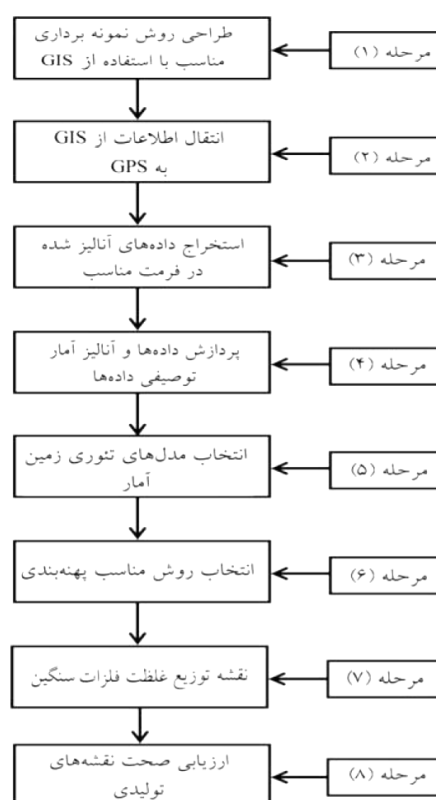 طراحی روش نمونه برداری
مناسب با استفاده از GIS
مرحله (۱)
انتقال اطلاعات از GIS
به GPS
مرحله (۲)
استخراج داده‌های آنالیز شده
در فرمت مناسب
مرحله (۳)
پردازش داده‌ها و آنالیز آمار
توصیفی داده‌ها
مرحله (۴)
انتخاب مدل‌های تئوری زمین
آمار
مرحله (۵)
انتخاب روش مناسب پهنه‌بندی
مرحله (۶)
نقشه توزیع غلظت فلزات سنگین
مرحله (۷)
ارزیابی صحت نقشه‌های
تولیدی
مرحله (۸)